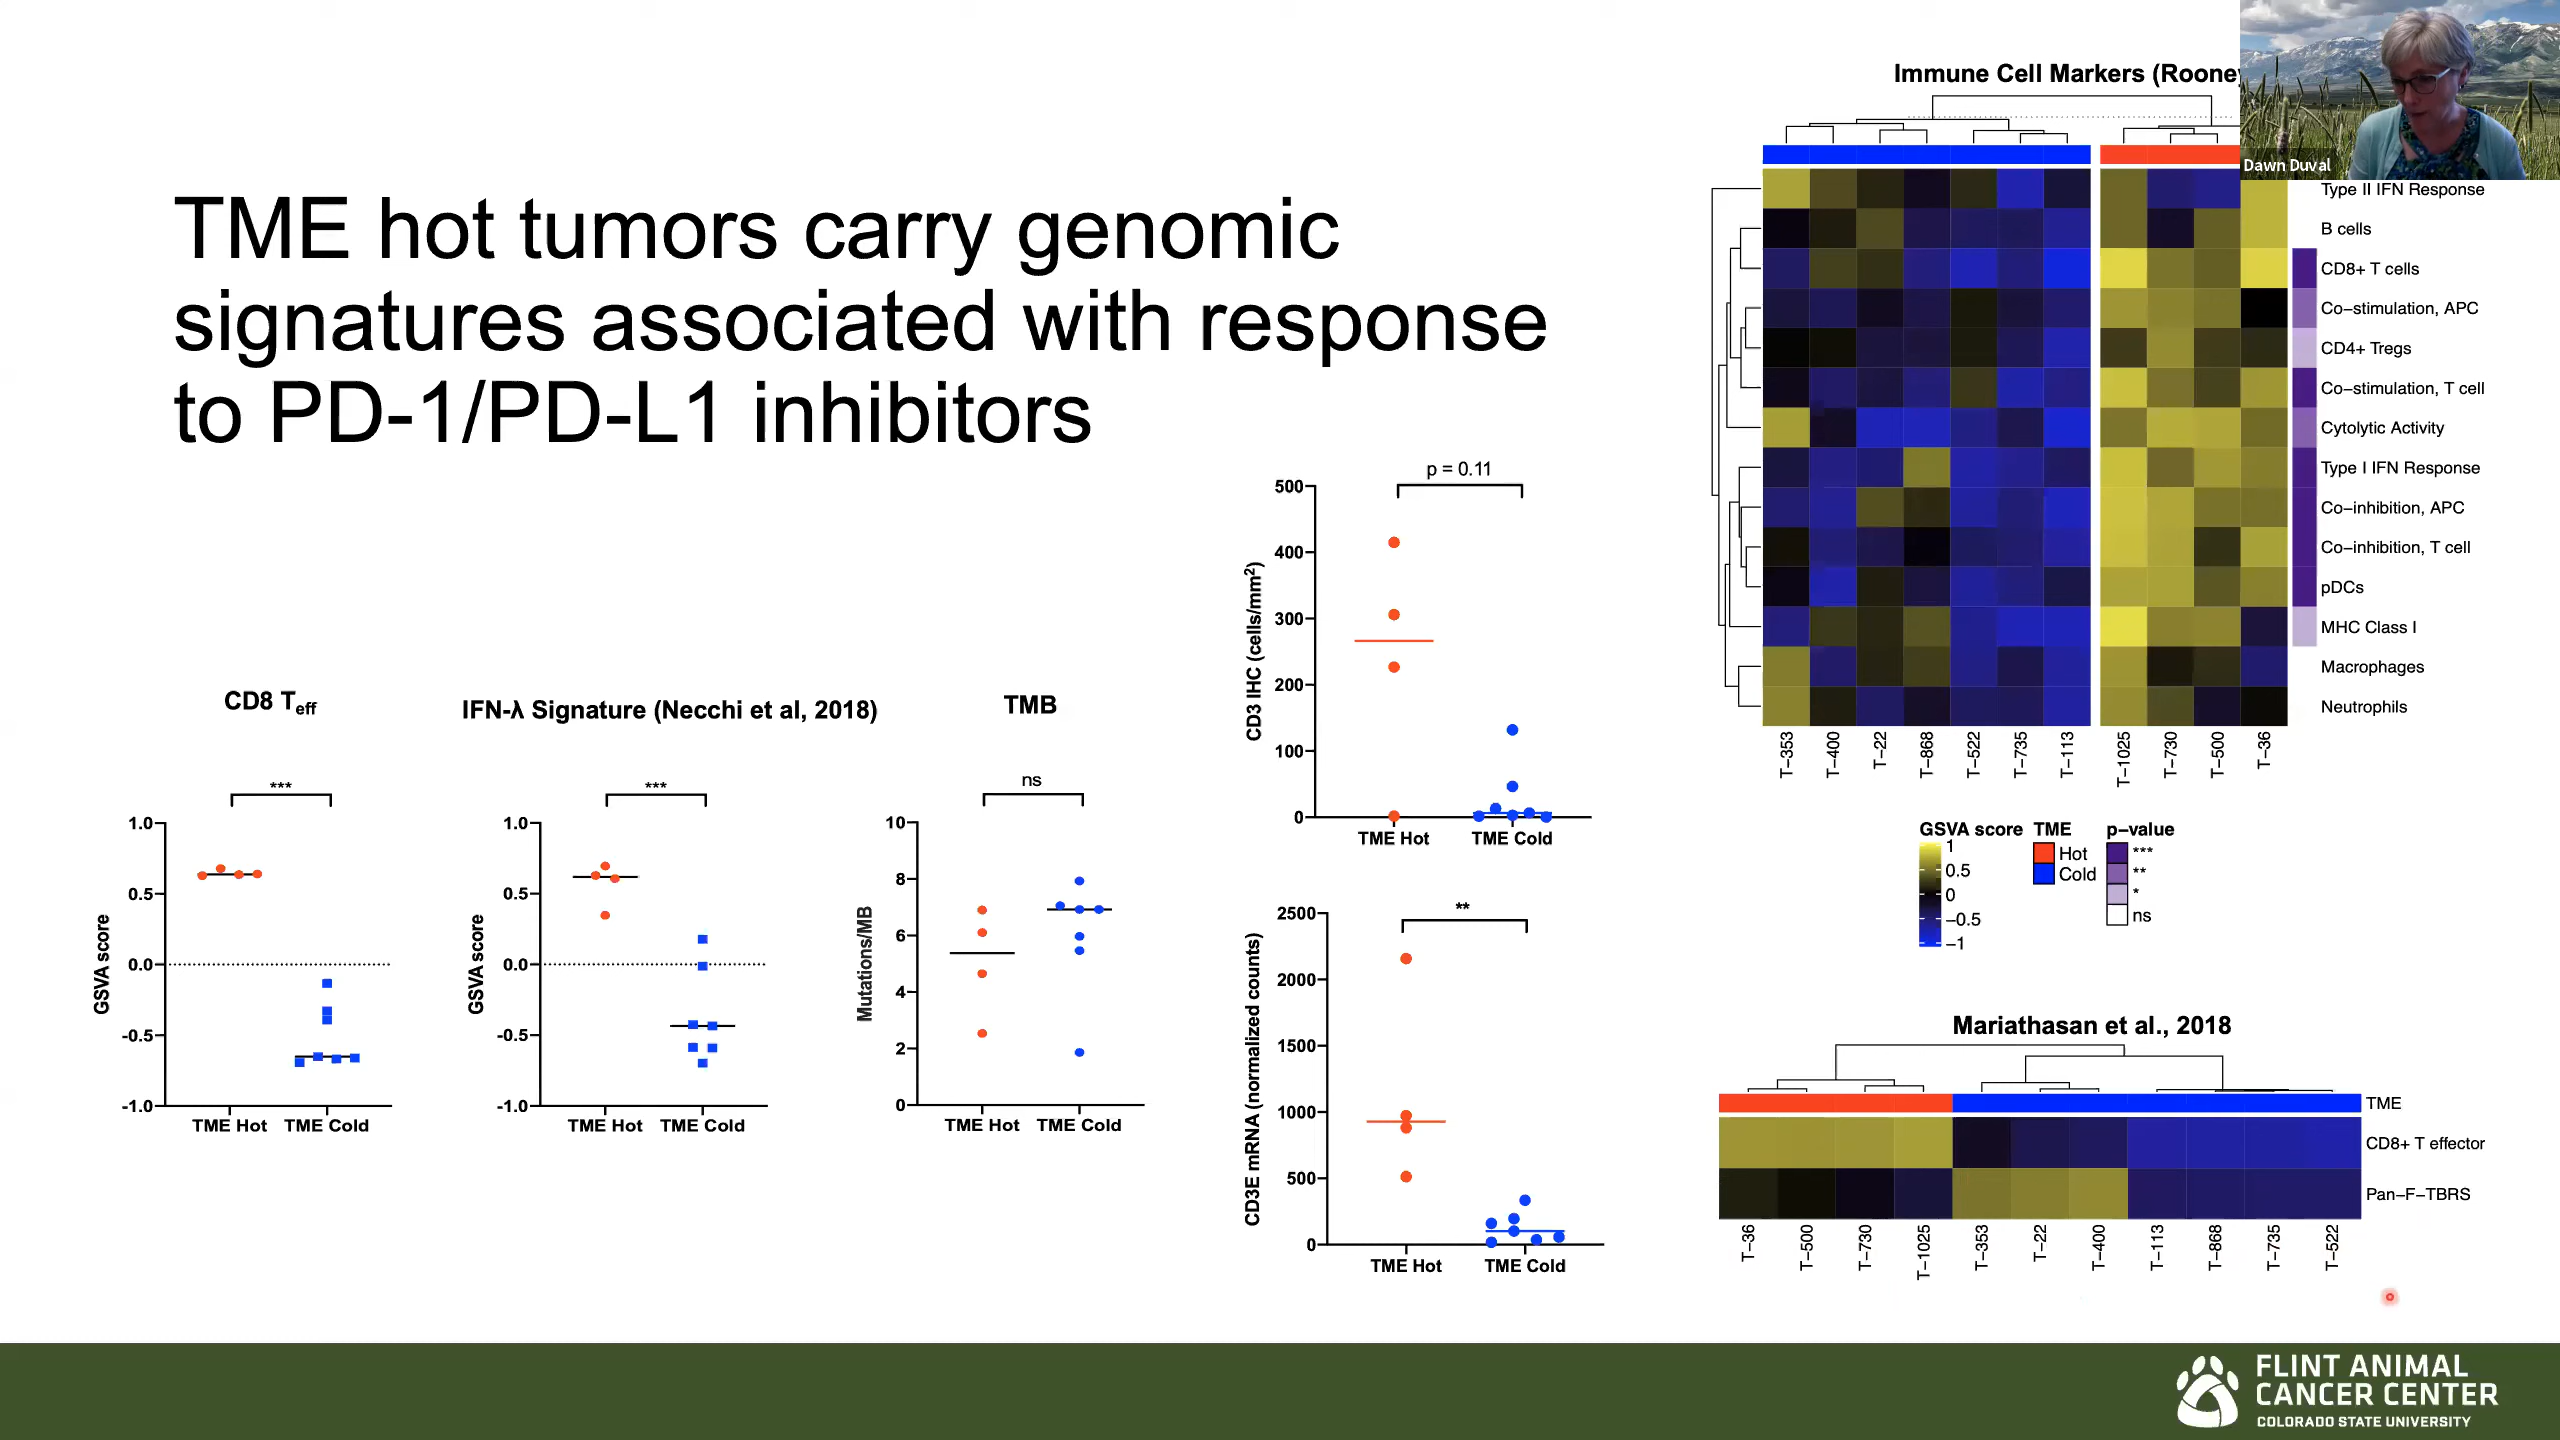 Immune Cell Markers (Rooney
Dawn Duval
TME hot tumors carry genomic
signatures associated with response
to PD-1/PD-L1 inhibitors
Type II IFN Response
B cells
CD8+ T cells
Co-stimulation, APC
CD4+ Tregs
Co-stimulation, T cell
Cytolytic Activity
Type I IFN Response
Co-inhibition, APC
Co-inhibition, T cell
pDCs
MHC Class I
Macrophages
Neutrophils
T-353 T-400 T-22 T-868 T-522 T-735 T-113 T-1025 T-730 T-500 T-36
GSVA score
1
0.5
0
-0.5
-1
TME
Hot
Cold
p-value
***
**
*
ns
p = 0.11
CD3 IHC (cells/mm2)
500
400
300
200
100
0
TME Hot TME Cold
CD8 Teff
***
GSVA score
1.0
0.5
0.0
-0.5
-1.0
TME Hot TME Cold
IFN-λ Signature (Necchi et al, 2018)
***
GSVA score
1.0
0.5
0.0
-0.5
-1.0
TME Hot TME Cold
TMB
ns
Mutations/MB
10
8
6
4
2
0
TME Hot TME Cold
**
CD3E mRNA (normalized counts)
2500
2000
1500
1000
500
0
TME Hot TME Cold
Mariathasan et al., 2018
TME
CD8+ T effector
Pan-F-TBRS
T-36 T-500 T-730 T-1025 T-353 T-22 T-400 T-113 T-868 T-735 T-522
FLINT ANIMAL
CANCER CENTER
COLORADO STATE UNIVERSITY